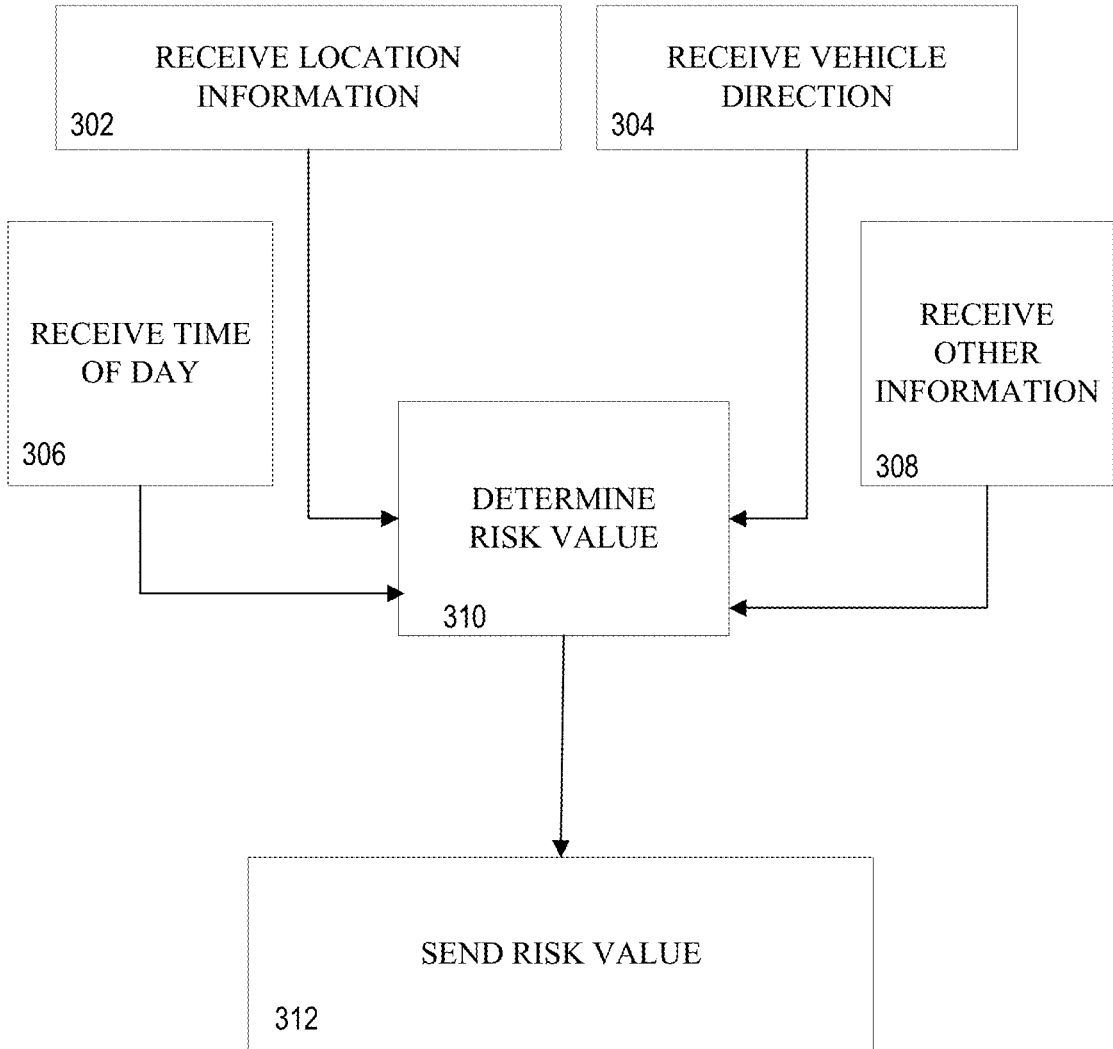 RECEIVE LOCATION
INFORMATION
302
RECEIVE VEHICLE
DIRECTION
304
RECEIVE TIME
OF DAY
306
RECEIVE
OTHER
INFORMATION
308
DETERMINE
RISK VALUE
310
SEND RISK VALUE
312